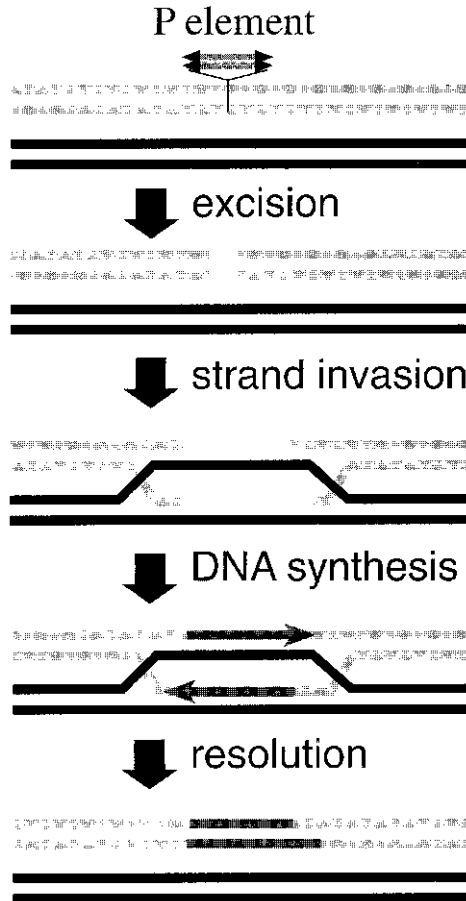 P element
excision
strand invasion
DNA synthesis
resolution